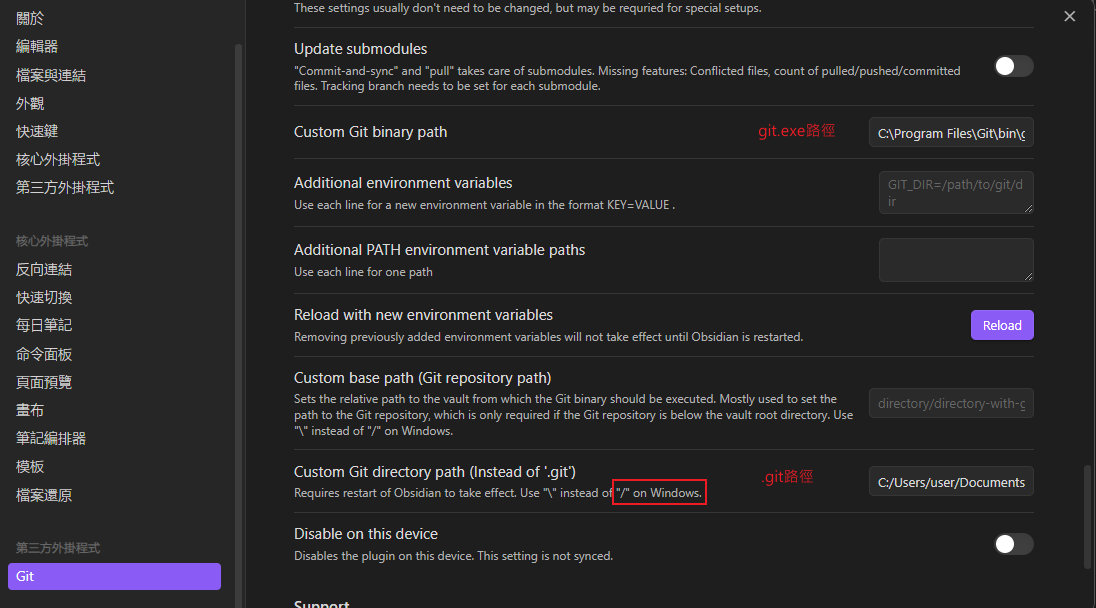 關於
編輯器
檔案與連結
外觀
快速鍵
核心外掛程式
第三方外掛程式
核心外掛程式
反向連結
快速切換
每日筆記
命令面板
頁面預覽
畫布
筆記編排器
模板
檔案還原
第三方外掛程式
Git
These settings usually don't need to be changed, but may be requried for special setups.
Update submodules
"Commit-and-sync" and "pull" takes care of submodules. Missing features: Conflicted files, count of pulled/pushed/committed
files. Tracking branch needs to be set for each submodule.
Custom Git binary path
git.exe路徑
C:\Program Files\Git\bin\g
Additional environment variables
Use each line for a new environment variable in the format KEY=VALUE .
GIT_DIR=/path/to/git/d
ir
Additional PATH environment variable paths
Use each line for one path
Reload with new environment variables
Removing previously added environment variables will not take effect until Obsidian is restarted.
Reload
Custom base path (Git repository path)
Sets the relative path to the vault from which the Git binary should be executed. Mostly used to set the
path to the Git repository, which is only required if the Git repository is below the vault root directory. Use
"\" instead of "/" on Windows.
directory/directory-with-g
Custom Git directory path (Instead of '.git')
Requires restart of Obsidian to take effect. Use "\" instead of "/" on Windows.
.git路徑
C:/Users/user/Documents
Disable on this device
Disables the plugin on this device. This setting is not synced.
Support